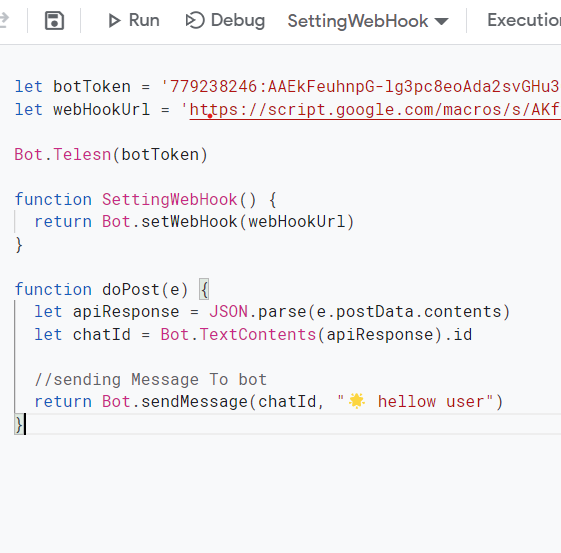 Run Debug SettingWebHook Execution
let botToken = '779238246:AAEkFeuhnpG-lg3pc8eoAda2svGHu3
let webHookUrl = 'https://script.google.com/macros/s/AKf
Bot.Telesn(botToken)
function SettingWebHook() {
return Bot.setWebHook(webHookUrl)
}
function doPost(e) {
let apiResponse = JSON.parse(e.postData.contents)
let chatId = Bot.TextContents(apiResponse).id
//sending Message To bot
return Bot.sendMessage(chatId, "🌟 hellow user")
}